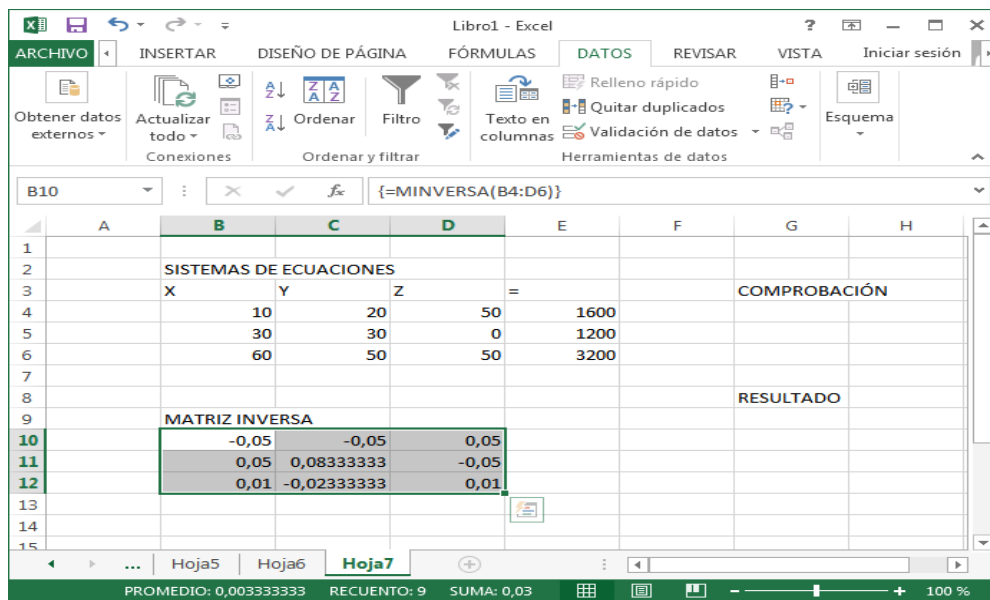 Libro1 - Excel
ARCHIVO INSERTAR DISEÑO DE PÁGINA FÓRMULAS DATOS REVISAR VISTA Iniciar sesión
Obtener datos externos
Actualizar todo
Conexiones
Ordenar
Filtro
Ordenar y filtrar
Texto en columnas
Relleno rápido
Quitar duplicados
Validación de datos
Herramientas de datos
Esquema
B10 fx {=MINVERSA(B4:D6)}
A B C D E F G H
1
2 SISTEMAS DE ECUACIONES
3 X Y Z = COMPROBACIÓN
4 10 20 50 1600
5 30 30 0 1200
6 60 50 50 3200
7
8 RESULTADO
9 MATRIZ INVERSA
10 -0,05 -0,05 0,05
11 0,05 0,08333333 -0,05
12 0,01 -0,02333333 0,01
13
14
15
... Hoja5 Hoja6 Hoja7
PROMEDIO: 0,003333333 RECUENTO: 9 SUMA: 0,03 100 %